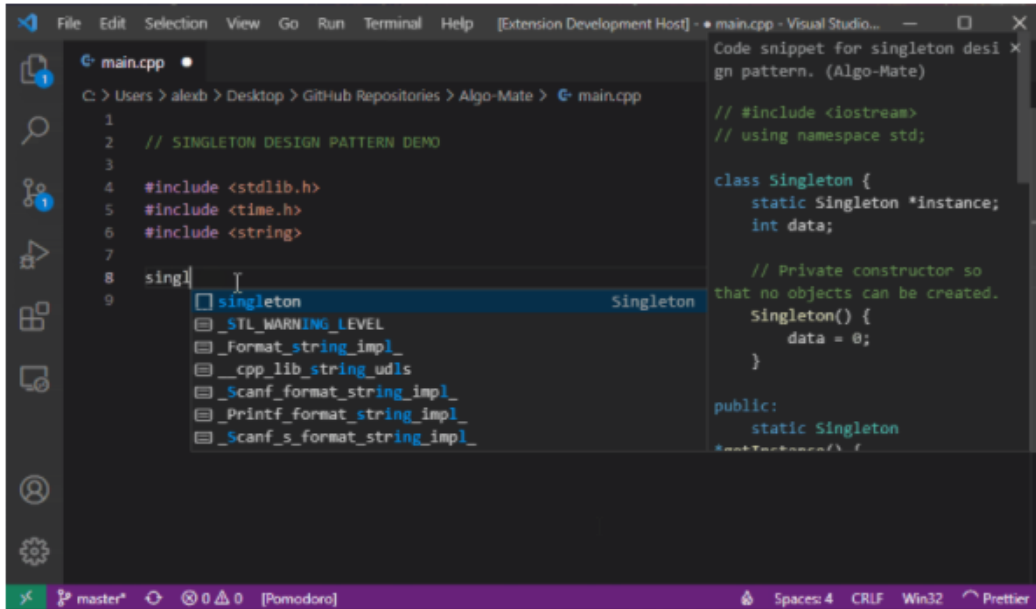 File Edit Selection View Go Run Terminal Help [Extension Development Host] - ● main.cpp - Visual Studio...
main.cpp ●
C: > Users > alexb > Desktop > GitHub Repositories > Algo-Mate > main.cpp
1
2 // SINGLETON DESIGN PATTERN DEMO
3
4 #include <stdlib.h>
5 #include <time.h>
6 #include <string>
7
8 singl
9
singleton Singleton
_STL_WARNING_LEVEL
_Format_string_impl_
__cpp_lib_string_udls
_Scanf_format_string_impl_
_Printf_format_string_impl_
_Scanf_s_format_string_impl_
Code snippet for singleton desi
gn pattern. (Algo-Mate)
// #include <iostream>
// using namespace std;
class Singleton {
static Singleton *instance;
int data;
// Private constructor so
that no objects can be created.
Singleton() {
data = 0;
}
public:
static Singleton
*getInstance() {
1
1
master* 0 0 [Pomodoro] Spaces: 4 CRLF Win32 Prettier